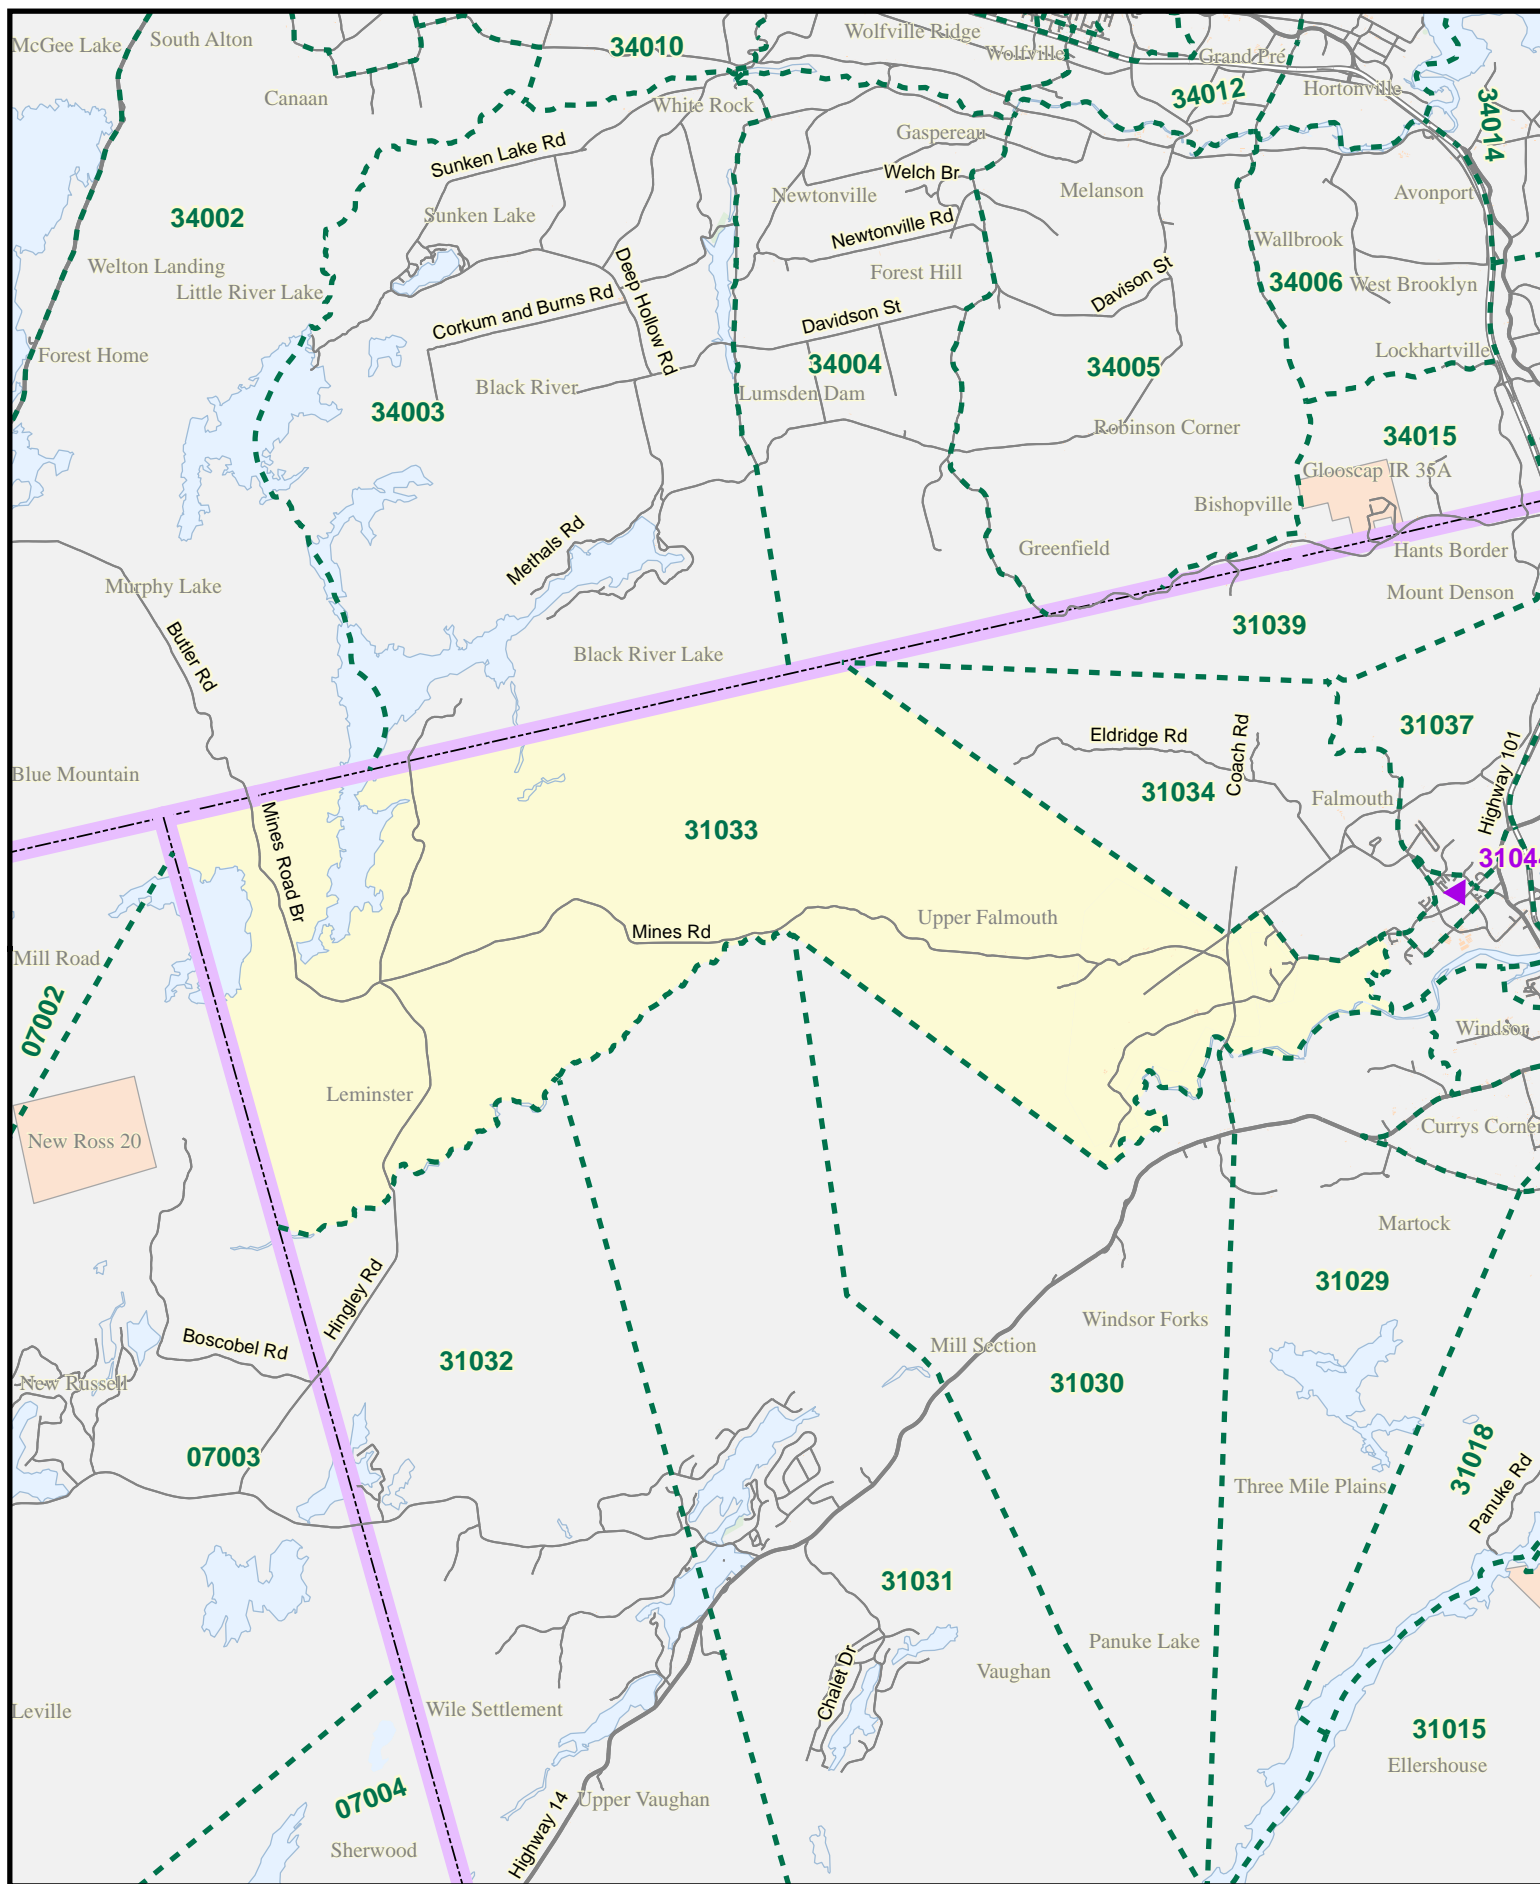 McGee Lake
South Alton
34010
Wolfville Ridge
Wolfville
Grand Pré
Canaan
White Rock
34012
Hortonville
34014
Gaspereau
Sunken Lake Rd
Welch Br
Melanson
Avonport
34002
Sunken Lake
Newtonville
Newtonville Rd
Wallbrook
Welton Landing
Little River Lake
Deep Hollow Rd
Forest Hill
Davison St
34006
West Brooklyn
Corkum and Burns Rd
Davidson St
Forest Home
34004
34005
Lockhartville
Black River
Lumsden Dam
34003
Robinson Corner
34015
Glooscap IR 35A
Bishopville
Methals Rd
Greenfield
Hants Border
Murphy Lake
Mount Denson
31039
Butler Rd
Black River Lake
Eldridge Rd
Coach Rd
31037
Highway 101
Blue Mountain
31034
Falmouth
Mines Road Br
31033
3104
Mines Rd
Upper Falmouth
Mill Road
07002
Windsor
Leminster
New Ross 20
Currys Corner
Martock
Hingley Rd
31029
Boscobel Rd
Windsor Forks
31032
Mill Section
New Russell
31030
07003
31018
Three Mile Plains
Panuke Rd
31031
Chalet Dr
Panuke Lake
Vaughan
Leville
Wile Settlement
31015
Ellershouse
07004
Highway 14
Upper Vaughan
Sherwood